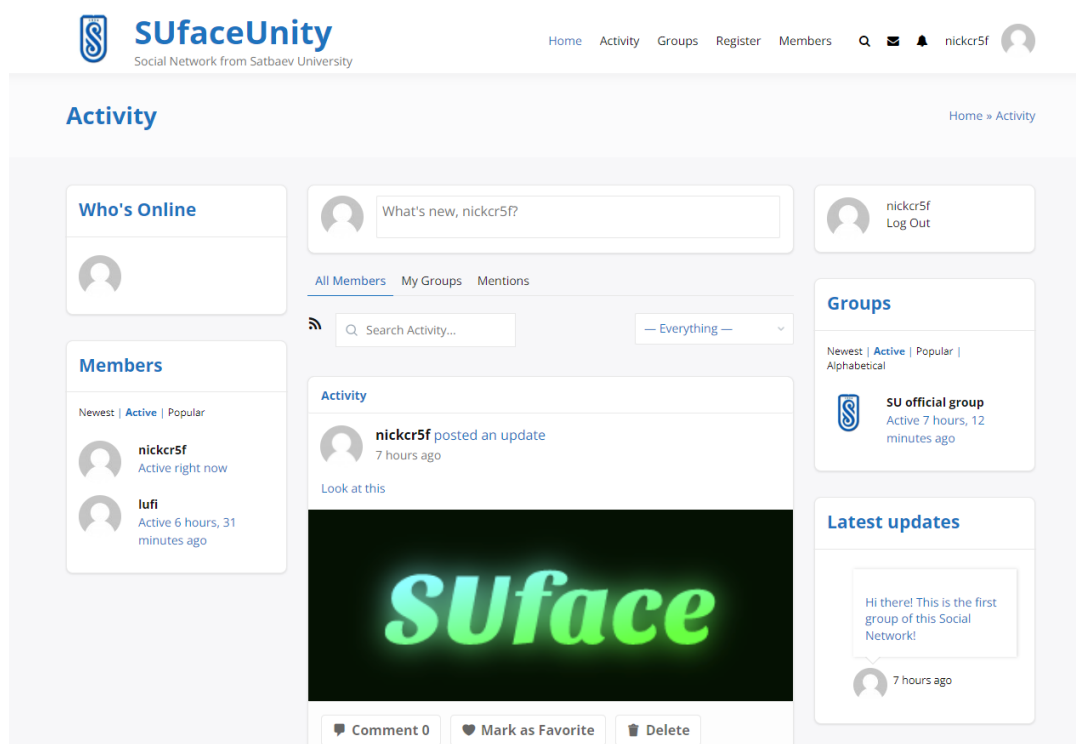 SUfaceUnity
Social Network from Satbaev University
Home Activity Groups Register Members nickcr5f
Activity
Home » Activity
Who's Online
Members
Newest | Active | Popular
nickcr5f
Active right now
lufi
Active 6 hours, 31
minutes ago
What's new, nickcr5f?
All Members My Groups Mentions
Search Activity...
— Everything —
Activity
nickcr5f posted an update
7 hours ago
Look at this
SUface
Comment 0 Mark as Favorite Delete
nickcr5f
Log Out
Groups
Newest | Active | Popular |
Alphabetical
SU official group
Active 7 hours, 12
minutes ago
Latest updates
Hi there! This is the first
group of this Social
Network!
7 hours ago